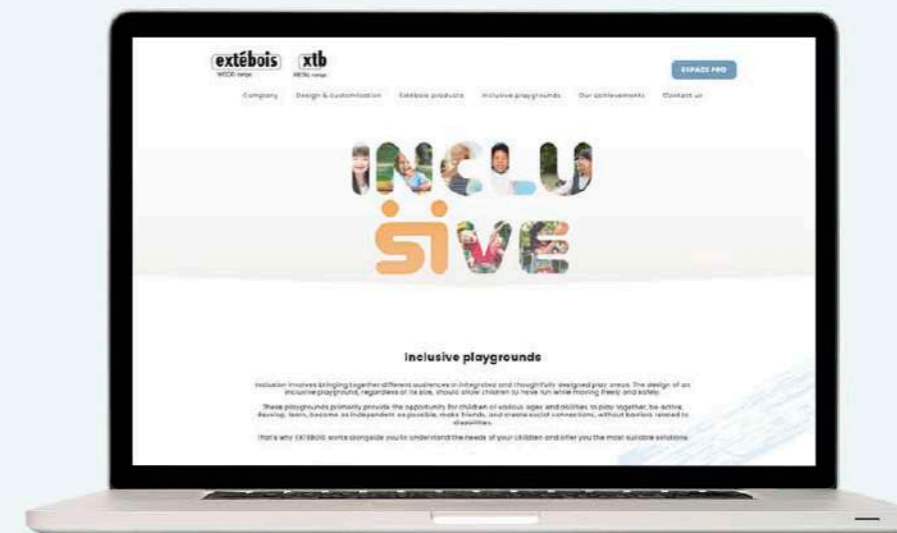 extébois xtb
WOOD range METAL range
ESPACE PRO
Company Design & customisation Extébois products Inclusive playgrounds Our achievements Contact us
INCLU
SIVE
Inclusive playgrounds
Inclusion involves bringing together different audiences in integrated and thoughtfully designed play areas. The design of an
inclusive playground, regardless of its size, should allow children to have fun while moving freely and safely.
These playgrounds primarily provide the opportunity for children of various ages and abilities to play together, be active,
develop, learn, become as independent as possible, make friends, and create social connections, without barriers related to
disabilities.
That's why EXTÉBOIS works alongside you to understand the needs of your children and offer you the most suitable solutions